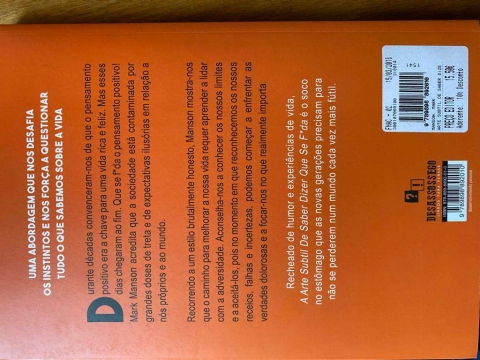 UMA ABORDAGEM QUE NOS DESAFIA
OS INSTINTOS E NOS FORÇA A QUESTIONAR
TUDO O QUE SABEMOS SOBRE A VIDA
Durante décadas convenceram-nos de que o pensamento
positivo era a chave para uma vida rica e feliz. Mas esses
dias chegaram ao fim. Que se f*da o pensamento positivo!
Mark Manson acredita que a sociedade está contaminada por
grandes doses de treta e de expectativas ilusórias em relação a
nós próprios e ao mundo.
Recorrendo a um estilo brutalmente honesto, Manson mostra-nos
que o caminho para melhorar a nossa vida requer aprender a lidar
com a adversidade. Aconselha-nos a conhecer os nossos limites
e a aceitá-los, pois no momento em que reconhecemos os nossos
receios, falhas e incertezas, podemos começar a enfrentar as
verdades dolorosas e a focar-nos no que realmente importa.
Recheado de humor e experiências de vida,
A Arte Subtil De Saber Dizer Que Se F*da é o soco
no estômago que as novas gerações precisam para
não se perderem num mundo cada vez mais fútil.
PREÇO EDITOR 15,50€
Aderente: 10% Desconto
DESASSOSSEGO